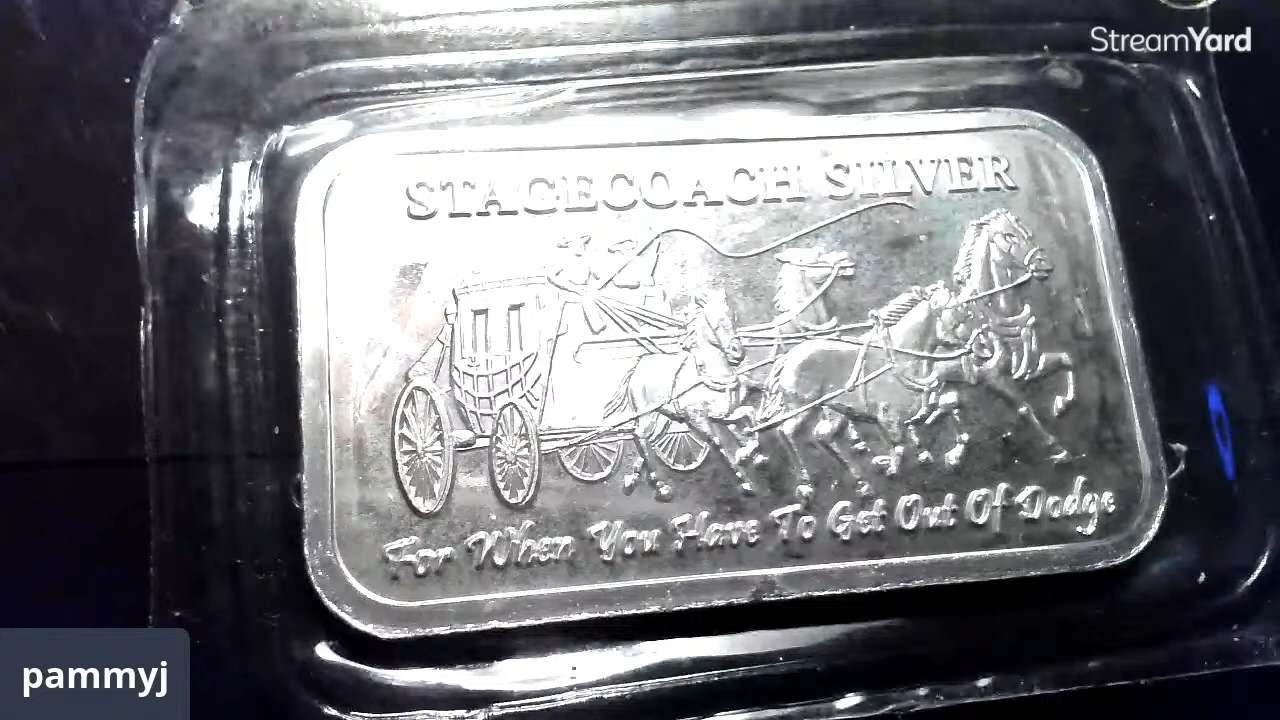 StreamYard
STAGECOACH SILVER
For When You Have To Get Out Of Dodge
pammyj